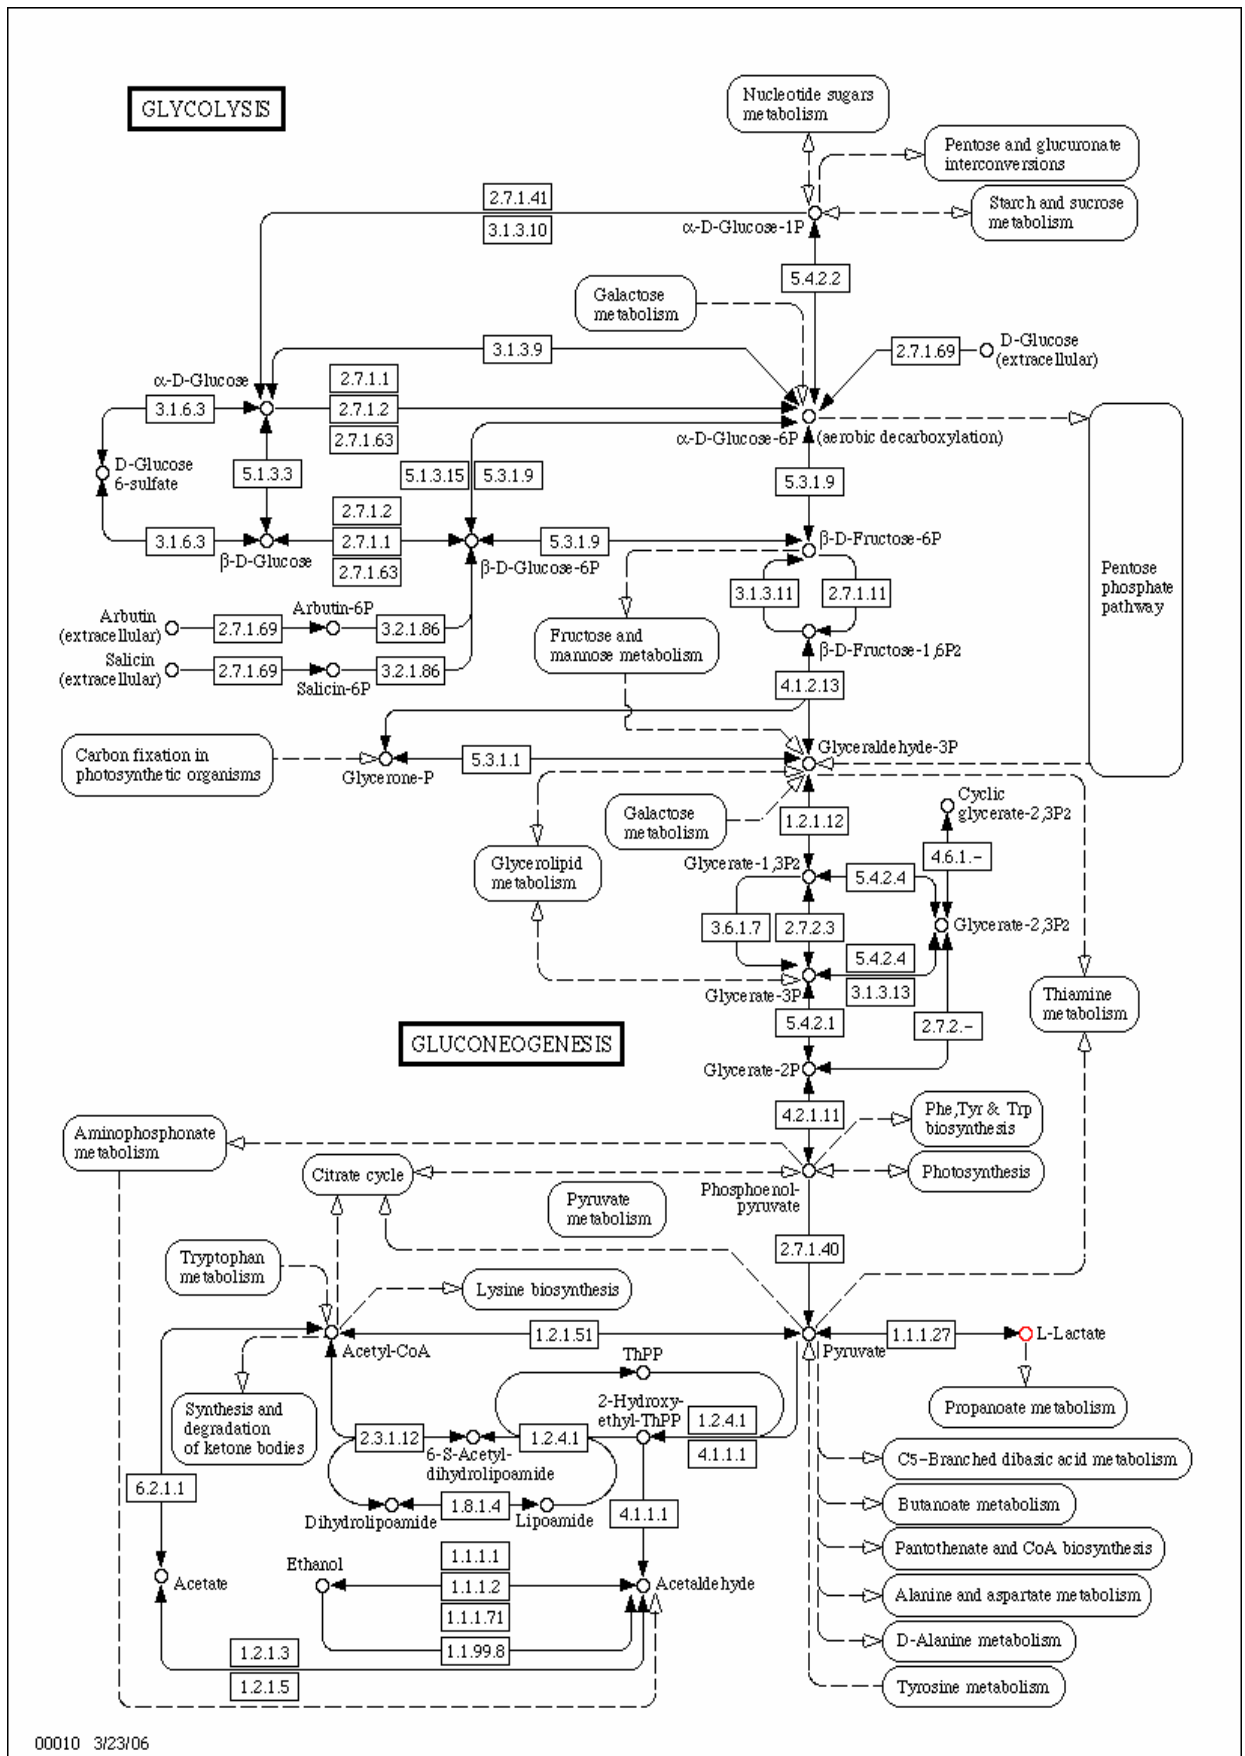 GLYCOLYSIS
Nucleotide sugars
metabolism
Pentose and glucuronate
interconversions
Starch and sucrose
metabolism
2.7.1.41
3.1.3.10
α-D-Glucose-1P
5.4.2.2
Galactose
metabolism
3.1.3.9
2.7.1.69
D-Glucose
(extracellular)
α-D-Glucose
2.7.1.1
3.1.6.3
2.7.1.2
2.7.1.63
α-D-Glucose-6P
(aerobic decarboxylation)
D-Glucose
6-sulfate
5.1.3.3
5.1.3.15
5.3.1.9
5.3.1.9
2.7.1.2
3.1.6.3
2.7.1.1
2.7.1.63
β-D-Glucose
5.3.1.9
β-D-Glucose-6P
β-D-Fructose-6P
3.1.3.11
2.7.1.11
Pentose
phosphate
pathway
Arbutin
(extracellular)
2.7.1.69
Arbutin-6P
3.2.1.86
Salicin
(extracellular)
2.7.1.69
Salicin-6P
3.2.1.86
Fructose and
mannose metabolism
β-D-Fructose-1,6P2
4.1.2.13
Carbon fixation in
photosynthetic organisms
Glycerone-P
5.3.1.1
Glyceraldehyde-3P
Galactose
metabolism
1.2.1.12
Cyclic
glycerate-2,3P2
Glycerolipid
metabolism
Glycerate-1,3P2
5.4.2.4
4.6.1.-
3.6.1.7
2.7.2.3
Glycerate-2,3P2
5.4.2.4
3.1.3.13
Glycerate-3P
Thiamine
metabolism
GLUCONEOGENESIS
5.4.2.1
2.7.2.-
Glycerate-2P
4.2.1.11
Phe,Tyr & Trp
biosynthesis
Aminophosphonate
metabolism
Citrate cycle
Photosynthesis
Phosphoenol-
pyruvate
Pyruvate
metabolism
2.7.1.40
Tryptophan
metabolism
Lysine biosynthesis
1.2.1.51
1.1.1.27
L-Lactate
Acetyl-CoA
Pyruvate
ThPP
Synthesis and
degradation
of ketone bodies
2-Hydroxy-
ethyl-ThPP
Propanoate metabolism
2.3.1.12
1.2.4.1
1.2.4.1
4.1.1.1
6-S-Acetyl-
dihydrolipoamide
C5-Branched dibasic acid metabolism
6.2.1.1
1.8.1.4
Dihydrolipoamide
Lipoamide
4.1.1.1
Butanoate metabolism
Pantothenate and CoA biosynthesis
Ethanol
1.1.1.1
Acetate
1.1.1.2
Acetaldehyde
Alanine and aspartate metabolism
1.1.1.71
1.1.99.8
D-Alanine metabolism
1.2.1.3
1.2.1.5
Tyrosine metabolism
00010 3/23/06